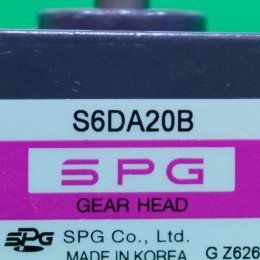 S6DA20B
SPG
GEAR HEAD
SPG SPG Co., Ltd.
MADE IN KOREA G Z626